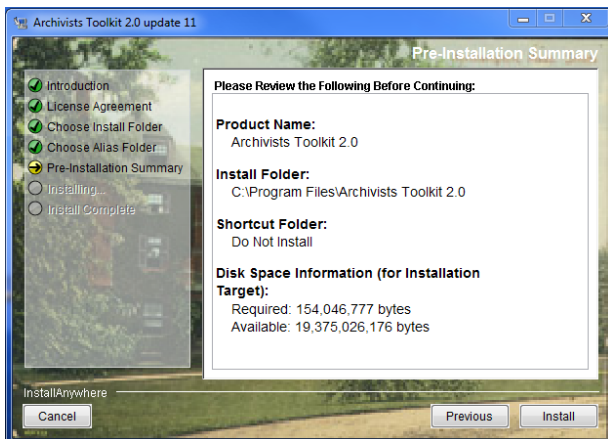 Archivists Toolkit 2.0 update 11
Pre-Installation Summary
Introduction
License Agreement
Choose Install Folder
Choose Alias Folder
Pre-Installation Summary
Installing...
Install Complete
Please Review the Following Before Continuing:
Product Name:
Archivists Toolkit 2.0
Install Folder:
C:\Program Files\Archivists Toolkit 2.0
Shortcut Folder:
Do Not Install
Disk Space Information (for Installation
Target):
Required: 154,046,777 bytes
Available: 19,375,026,176 bytes
InstallAnywhere
Cancel
Previous
Install